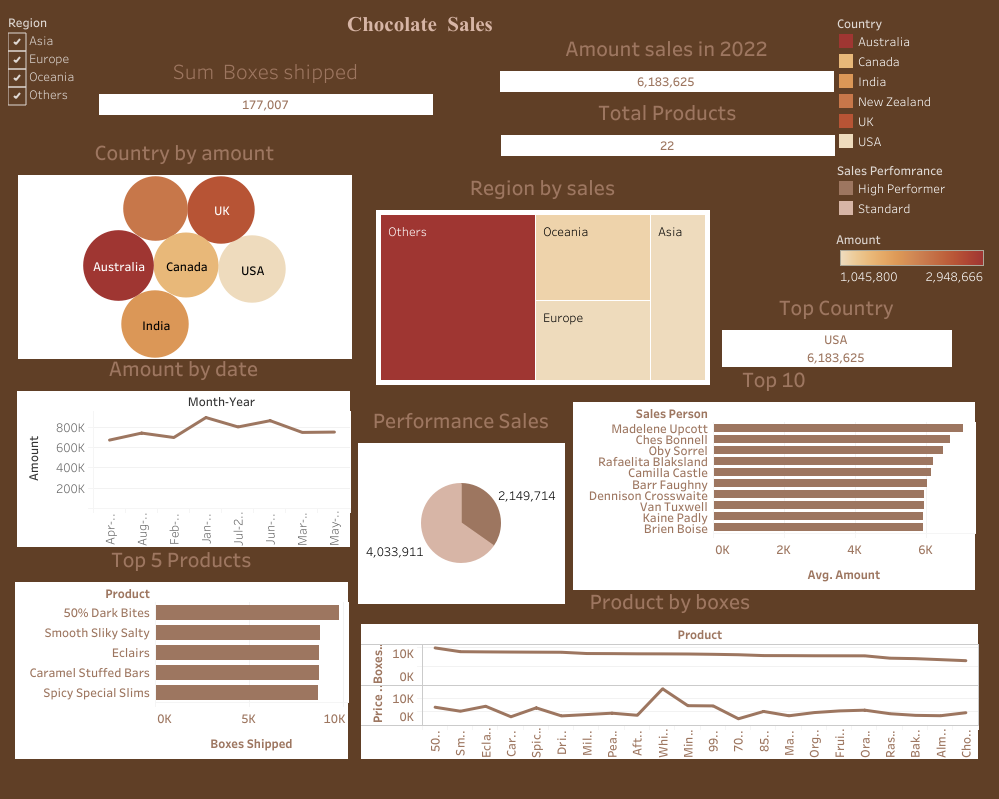 Chocolate Sales
Region
Asia
Europe
Oceania
Others
Sum Boxes shipped
177,007
Amount sales in 2022
6,183,625
Total Products
22
Country
Australia
Canada
India
New Zealand
UK
USA
Sales Perfomrance
High Performer
Standard
Amount
1,045,800 2,948,666
Country by amount
UK
Australia
Canada
USA
India
Region by sales
Others
Oceania
Asia
Europe
Top Country
USA
6,183,625
Amount by date
Month-Year
Amount
800K
600K
400K
200K
Apr-..
Aug-..
Feb-..
Jan-..
Jul-2..
Jun-..
Mar-..
May-..
Performance Sales
2,149,714
4,033,911
Top 10
Sales Person
Madelene Upcott
Ches Bonnell
Oby Sorrel
Rafaelita Blaksland
Camilla Castle
Barr Faughny
Dennison Crosswaite
Van Tuxwell
Kaine Padly
Brien Boise
0K 2K 4K 6K
Avg. Amount
Top 5 Products
Product
50% Dark Bites
Smooth Sliky Salty
Eclairs
Caramel Stuffed Bars
Spicy Special Slims
0K 5K 10K
Boxes Shipped
Product by boxes
Product
Boxes..
10K
0K
Price ..
10K
0K
50..
Sm..
Ecla..
Car..
Spic..
Dri..
Mil..
Pea..
Aft..
Whi..
Min..
99..
70..
85..
Ma..
Org..
Frui..
Ora..
Ras..
Bak..
Alm..
Cho..